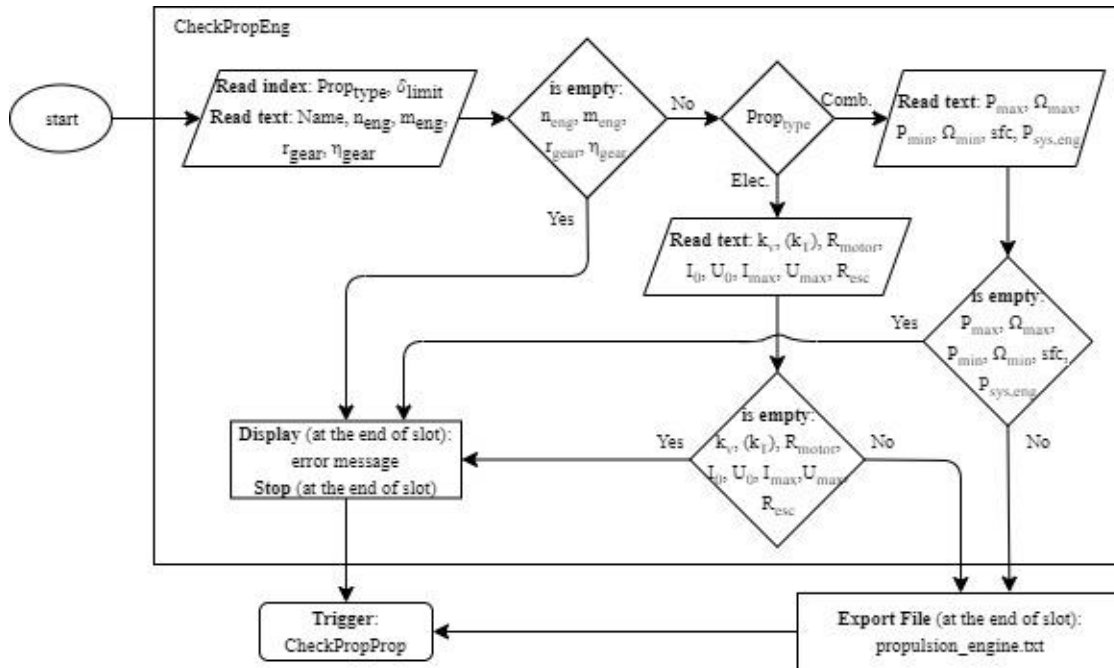 CheckPropEng
start
Read index: Prop_type, δ_limit
Read text: Name, n_eng, m_eng,
r_gear, η_gear
is empty:
n_eng, m_eng,
r_gear, η_gear
No
Yes
Prop_type
Comb.
Elec.
Read text: P_max, Ω_max,
P_min, Ω_min, sfc, P_sys,eng
Read text: k_v, (k_T), R_motor,
I_0, U_0, I_max, U_max, R_esc
is empty:
P_max, Ω_max,
P_min, Ω_min, sfc,
P_sys,eng
Yes
No
is empty:
k_v, (k_T), R_motor,
I_0, U_0, I_max, U_max,
R_esc
Yes
No
Display (at the end of slot):
error message
Stop (at the end of slot)
Trigger:
CheckPropProp
Export File (at the end of slot):
propulsion_engine.txt